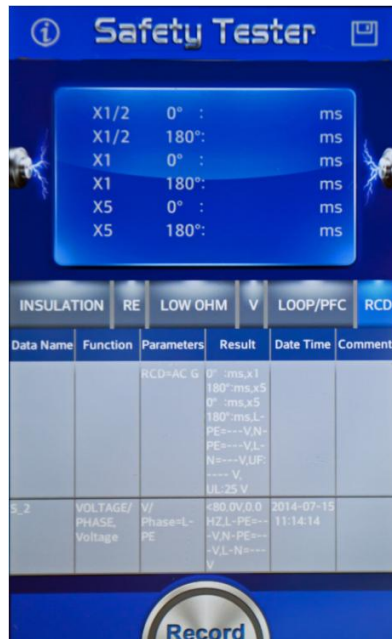 Safety Tester
X1/2 0° : ms
X1/2 180°: ms
X1 0° : ms
X1 180°: ms
X5 0° : ms
X5 180°: ms
INSULATION RE LOW OHM V LOOP/PFC RCD
Data Name Function Parameters Result Date Time Comment
RCD=AC G
0° :ms,x1
180°:ms,x5
0° :ms,x5
180°:ms,L-
PE=---V,N-
PE=---V,L-
N=---V,UF:
---- V,
UL:25 V
S_2
VOLTAGE/
PHASE,
Voltage
V/
Phase=L-
PE
<80.0V,0.0
HZ,L-PE=--
-V,N-PE=--
-V,L-N=---
V
2014-07-15
11:14:14
Record